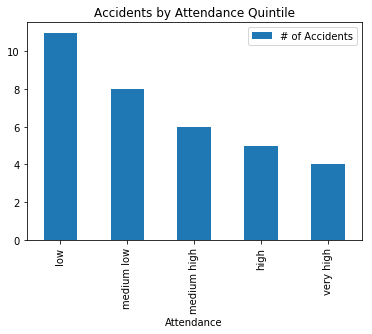 Accidents by Attendance Quintile
# of Accidents
10
8
6
4
2
0
low
medium low
medium high
high
very high
Attendance